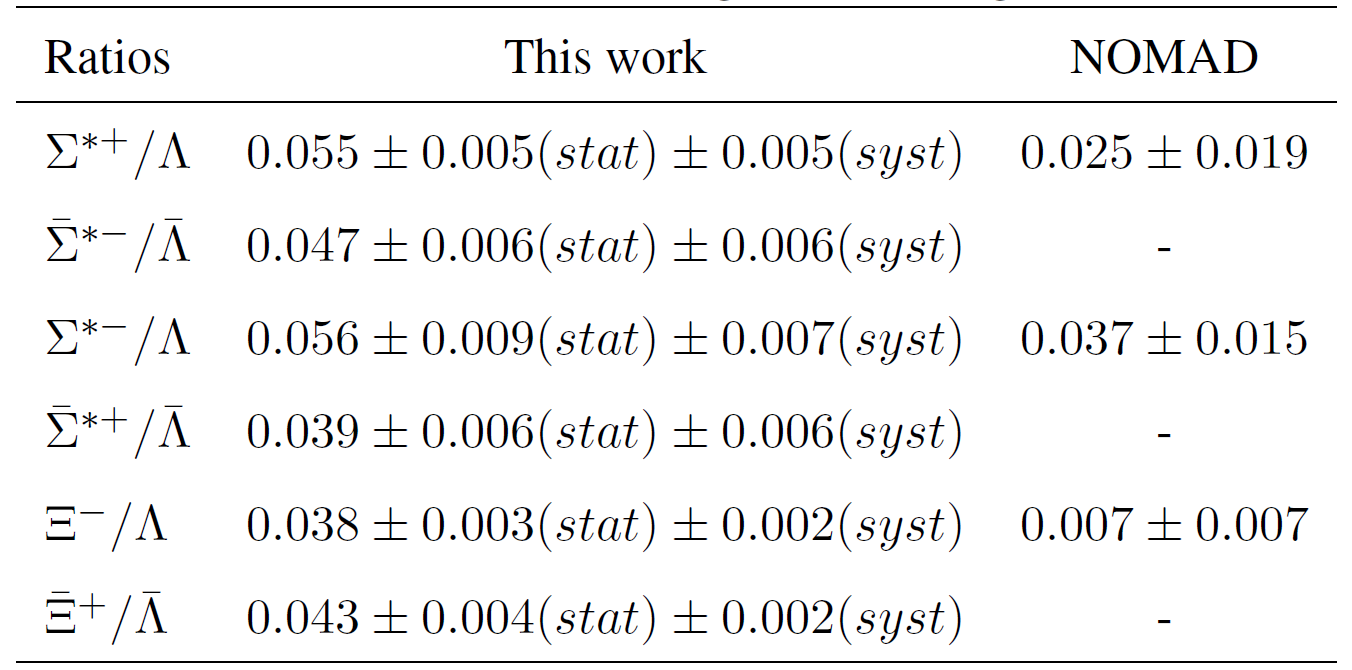 Ratios This work NOMAD
Σ*⁺/Λ 0.055 ± 0.005(stat) ± 0.005(syst) 0.025 ± 0.019
Σ̄*⁻/Λ̄ 0.047 ± 0.006(stat) ± 0.006(syst) -
Σ*⁻/Λ 0.056 ± 0.009(stat) ± 0.007(syst) 0.037 ± 0.015
Σ̄*⁺/Λ̄ 0.039 ± 0.006(stat) ± 0.006(syst) -
Ξ⁻/Λ 0.038 ± 0.003(stat) ± 0.002(syst) 0.007 ± 0.007
Ξ̄⁺/Λ̄ 0.043 ± 0.004(stat) ± 0.002(syst) -